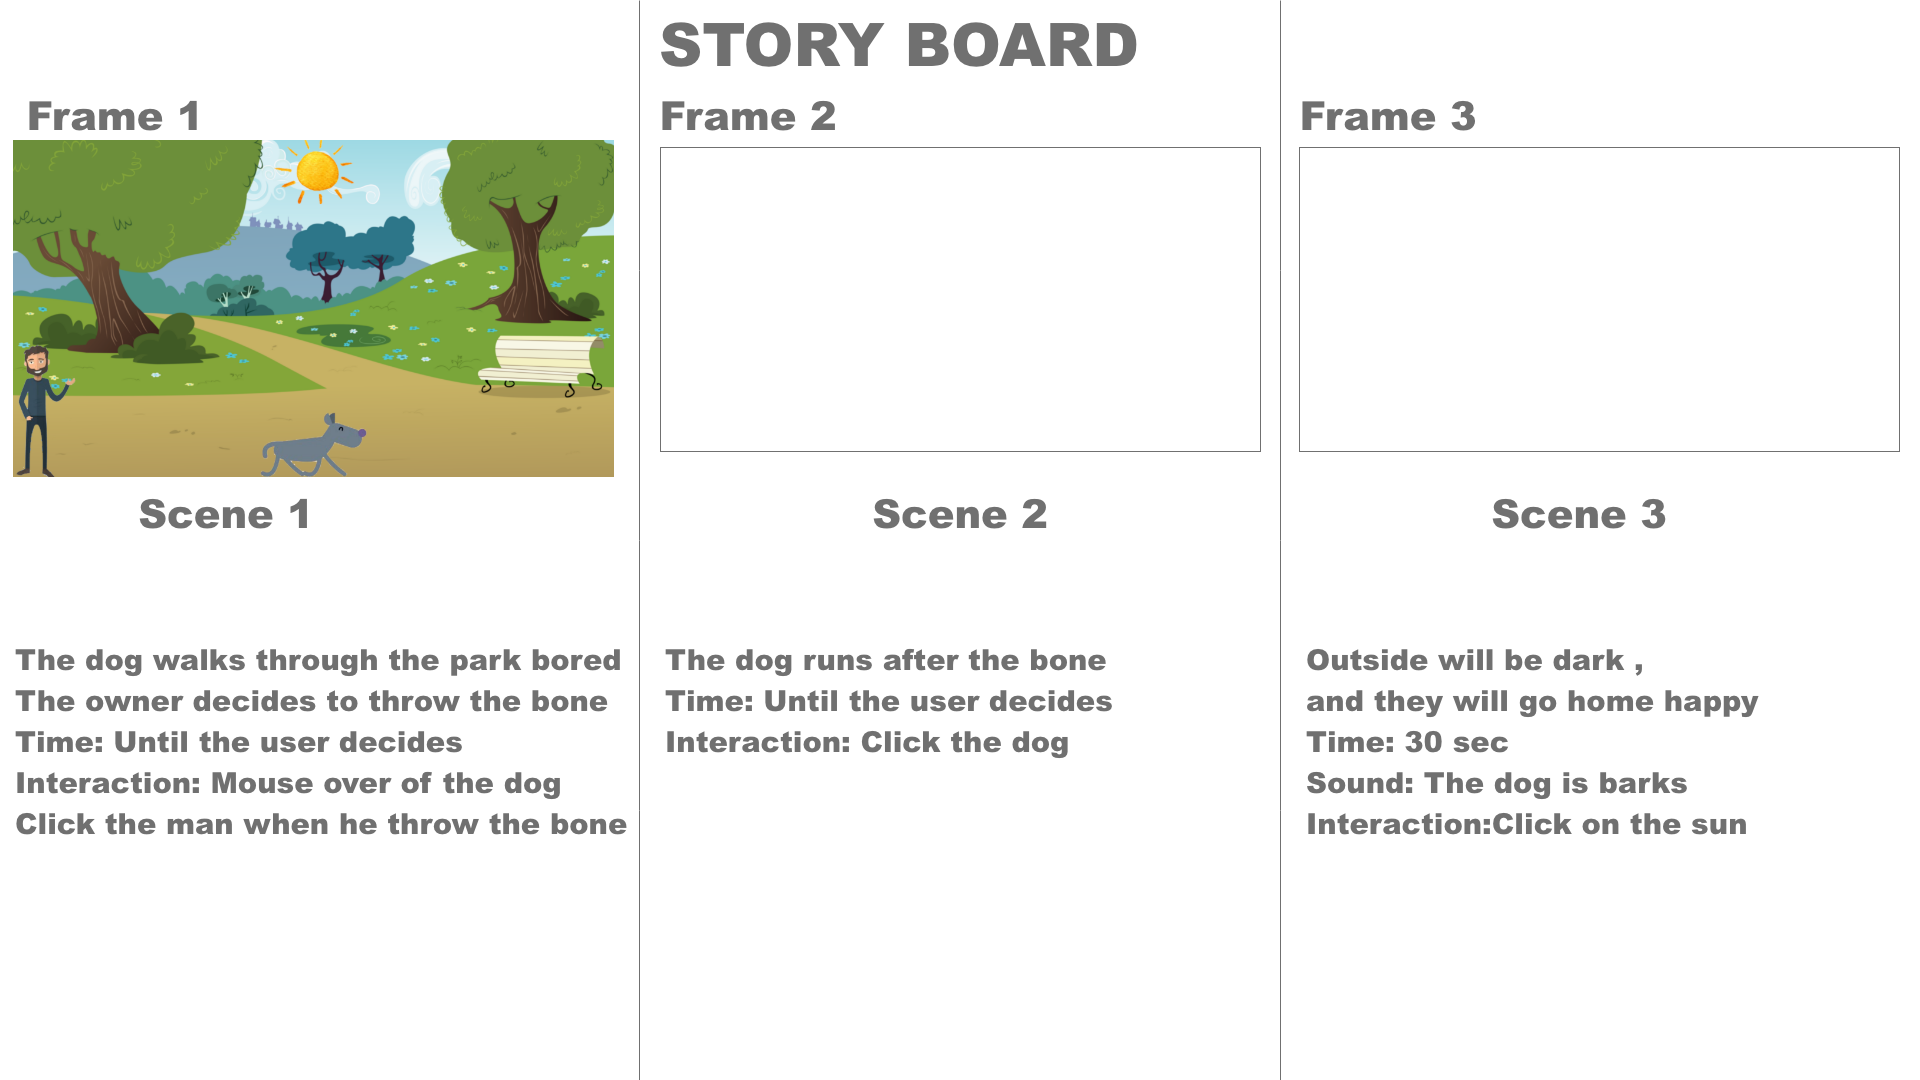 STORY BOARD
Frame 1
Scene 1
The dog walks through the park bored
The owner decides to throw the bone
Time: Until the user decides
Interaction: Mouse over of the dog
Click the man when he throw the bone
Frame 2
Scene 2
The dog runs after the bone
Time: Until the user decides
Interaction: Click the dog
Frame 3
Scene 3
Outside will be dark ,
and they will go home happy
Time: 30 sec
Sound: The dog is barks
Interaction:Click on the sun